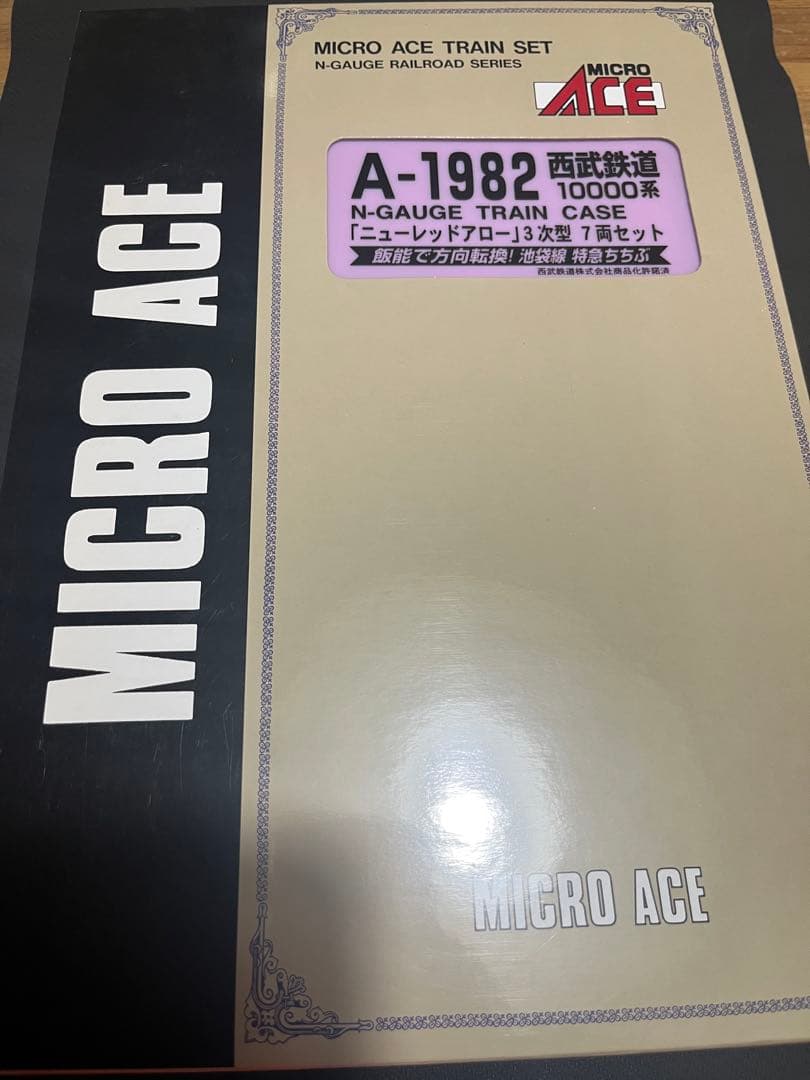 MICRO ACE
MICRO ACE TRAIN SET
N-GAUGE RAILROAD SERIES
MICRO
ACE
A-1982 西武鉄道
10000系
N-GAUGE TRAIN CASE
「ニューレッドアロー」3次型 7両セット
飯能で方向転換!池袋線 特急ちちぶ
西武鉄道株式会社商品化許諾済
MICRO ACE